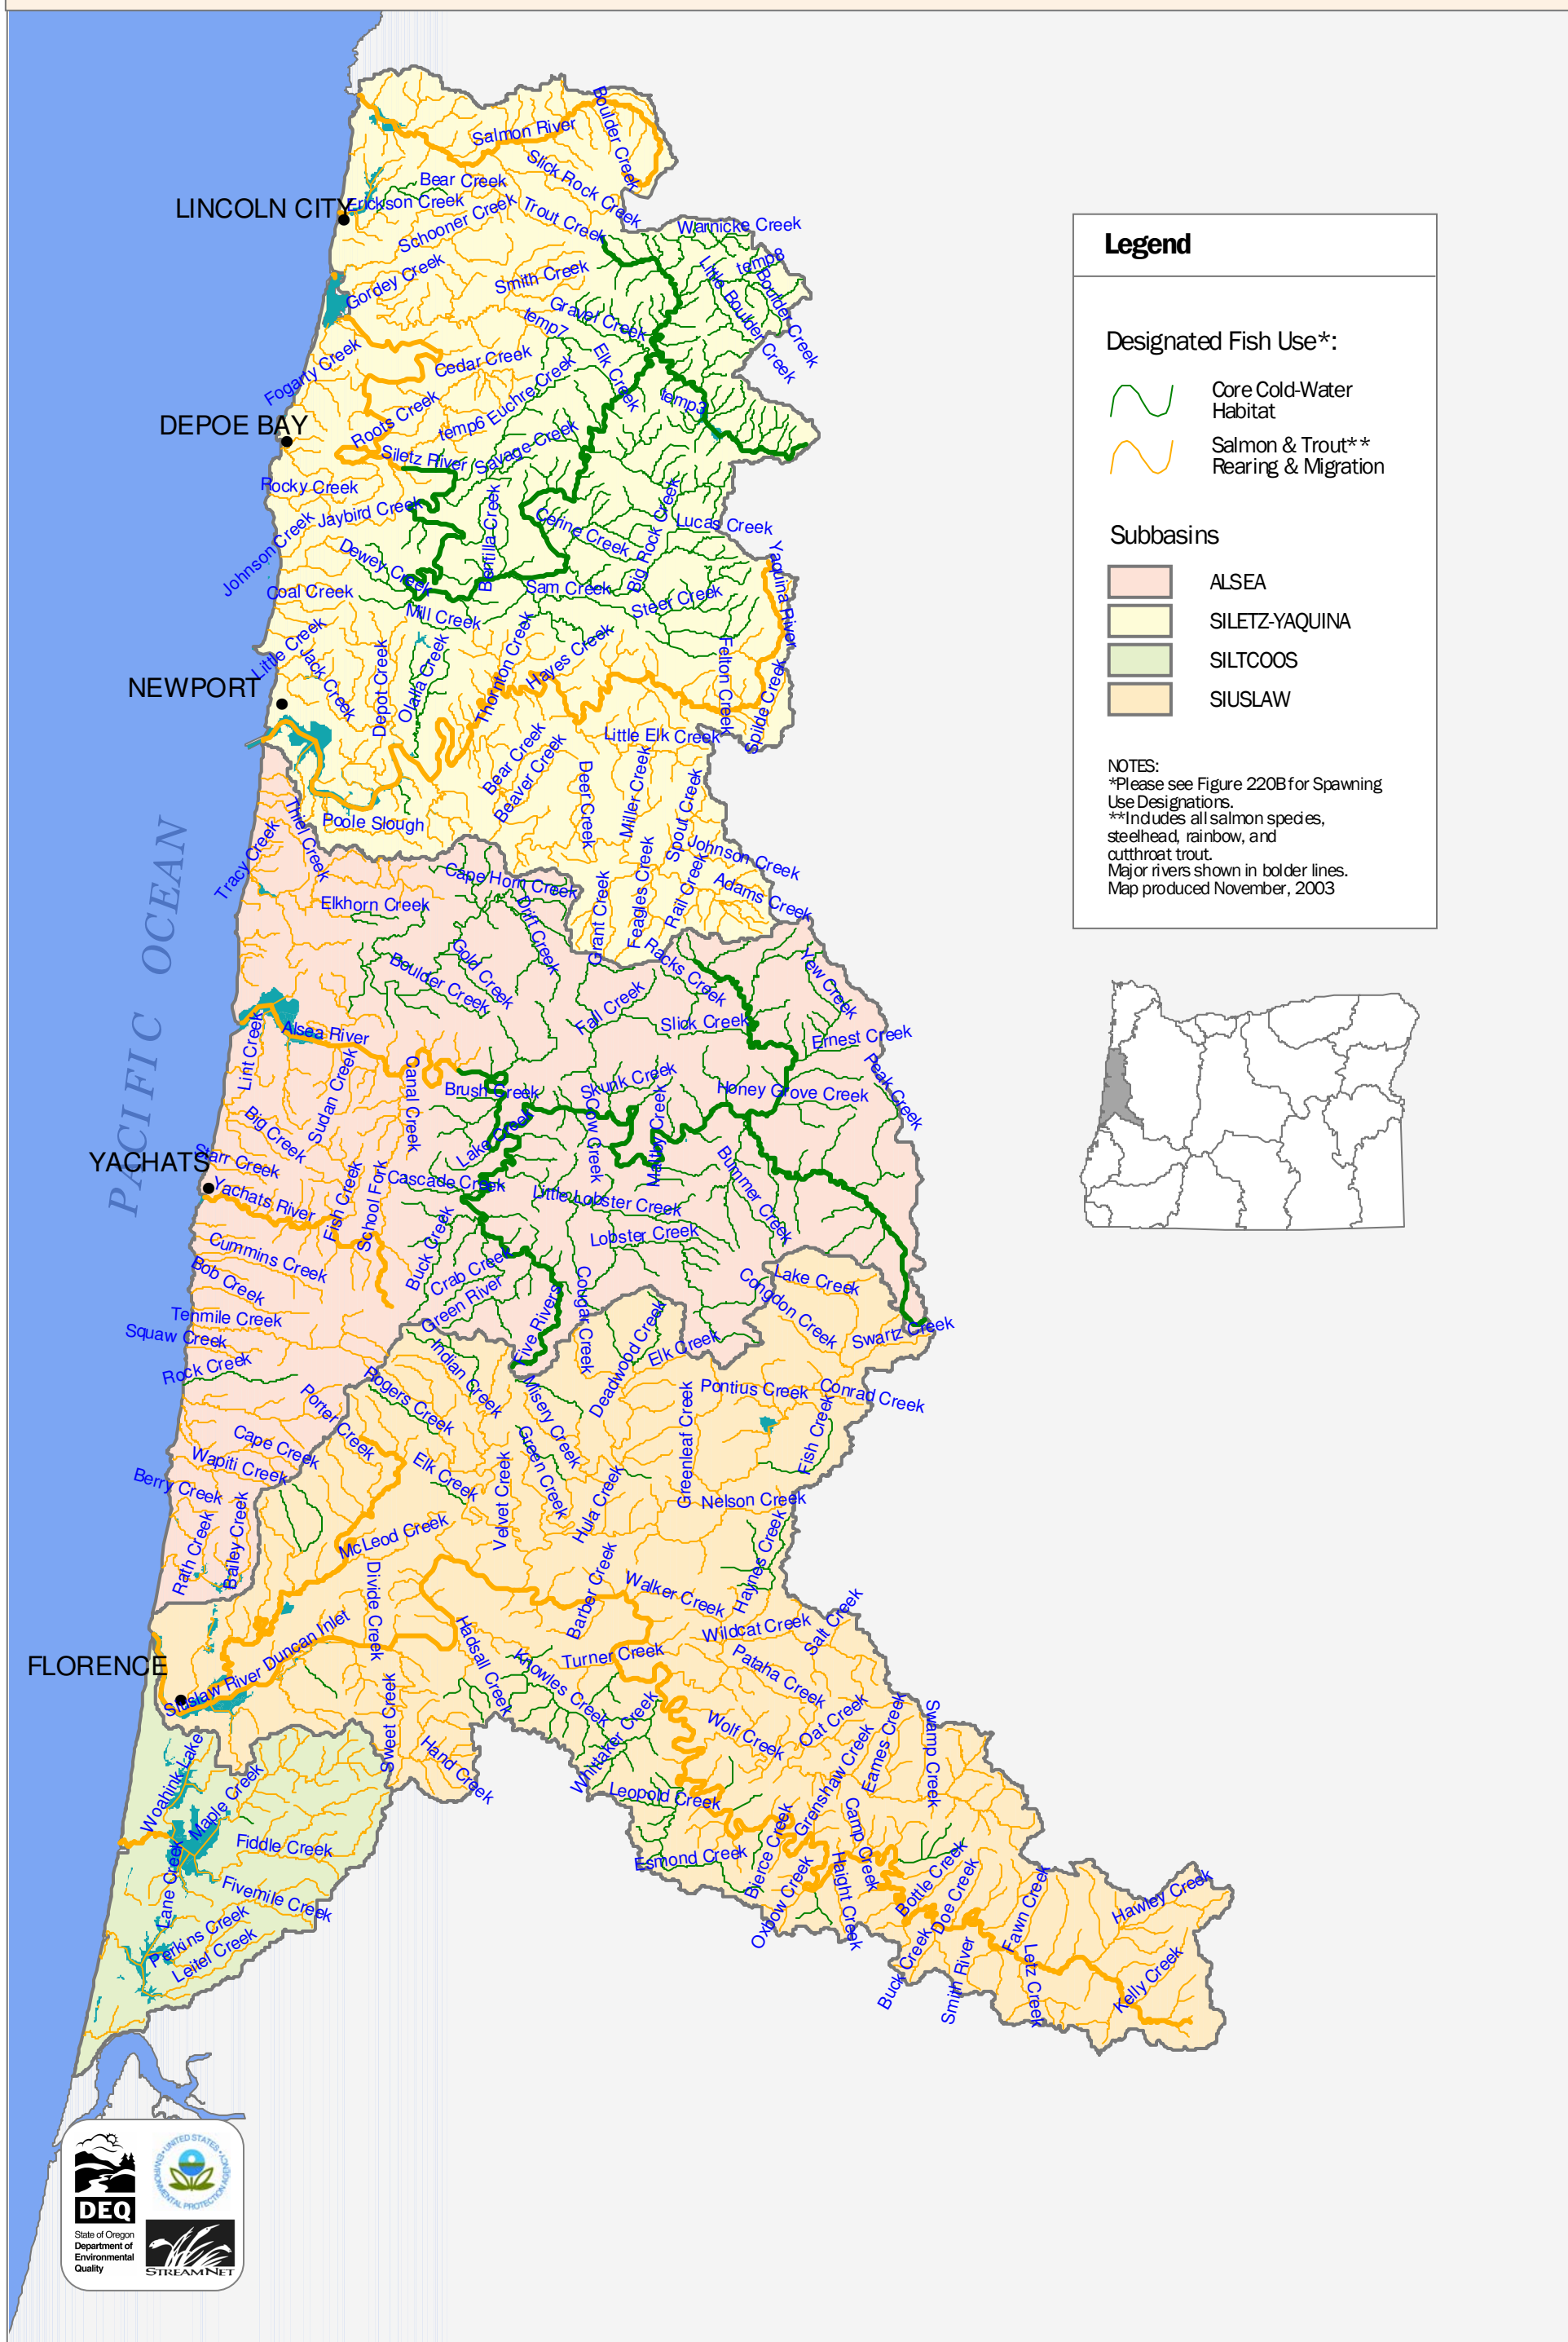 Salmon River
Boulder Creek
Slick Rock Creek
Bear Creek
LINCOLN CITY
Erickson Creek
Schooner Creek
Trout Creek
Warnicke Creek
temp8
Little Boulder Creek
Boulder Creek
Gordey Creek
Smith Creek
Gravel Creek
temp7
Fogarty Creek
Cedar Creek
Elk Creek
Euchre Creek
temp3
DEPOE BAY
Roots Creek
temp6
Siletz River
Savage Creek
Rocky Creek
Jaybird Creek
Johnson Creek
Bentilla Creek
Cerine Creek
Big Rock Creek
Lucas Creek
Dewey Creek
Yaquina River
Coal Creek
Sam Creek
Steer Creek
Mill Creek
Little Creek
Jack Creek
Depot Creek
Olalla Creek
Thornton Creek
Hayes Creek
Felton Creek
Spilde Creek
NEWPORT
Little Elk Creek
Bear Creek
Beaver Creek
Deer Creek
Miller Creek
Spout Creek
Poole Slough
Thiel Creek
Tracy Creek
Johnson Creek
Adams Creek
Rail Creek
Feagles Creek
Grant Creek
Cape Horn Creek
Elkhorn Creek
Drift Creek
Gold Creek
Boulder Creek
Racks Creek
Yew Creek
Fall Creek
Slick Creek
Ernest Creek
Peak Creek
PACIFIC OCEAN
Alsea River
Lint Creek
Sudan Creek
Canal Creek
Brush Creek
Skunk Creek
Honey Grove Creek
Cow Creek
Maltby Creek
Big Creek
Lake Creek
Starr Creek
YACHATS
Yachats River
Fish Creek
School Fork
Cascade Creek
Little Lobster Creek
Bummer Creek
Lobster Creek
Buck Creek
Cummins Creek
Bob Creek
Crab Creek
Green River
Five Rivers
Cougar Creek
Lake Creek
Congdon Creek
Swartz Creek
Tenmile Creek
Squaw Creek
Rock Creek
Indian Creek
Deadwood Creek
Elk Creek
Rogers Creek
Porter Creek
Misery Creek
Pontius Creek
Conrad Creek
Fish Creek
Cape Creek
Wapiti Creek
Berry Creek
Elk Creek
Green Creek
Velvet Creek
Hula Creek
Greenleaf Creek
Nelson Creek
Rath Creek
Bailey Creek
McLeod Creek
Divide Creek
Barber Creek
Walker Creek
Haynes Creek
Wildcat Creek
Salt Creek
FLORENCE
Siuslaw River
Duncan Inlet
Hadsall Creek
Knowles Creek
Turner Creek
Pataha Creek
Sweet Creek
Hand Creek
Whittaker Creek
Wolf Creek
Oat Creek
Grenshaw Creek
Eames Creek
Swamp Creek
Woahink Lake
Maple Creek
Leopold Creek
Camp Creek
Fiddle Creek
Esmond Creek
Bierce Creek
Lane Creek
Fivemile Creek
Oxbow Creek
Haight Creek
Bottle Creek
Doe Creek
Fawn Creek
Hawley Creek
Perkins Creek
Leitel Creek
Buck Creek
Smith River
Letz Creek
Kelly Creek
Legend
Designated Fish Use*:
Core Cold-Water
Habitat
Salmon & Trout**
Rearing & Migration
Subbasins
ALSEA
SILETZ-YAQUINA
SILTCOOS
SIUSLAW
NOTES:
*Please see Figure 220B for Spawning
Use Designations.
**Includes all salmon species,
steelhead, rainbow, and
cutthroat trout.
Major rivers shown in bolder lines.
Map produced November, 2003
UNITED STATES
ENVIRONMENTAL PROTECTION AGENCY
DEQ
State of Oregon
Department of
Environmental
Quality
STREAMNET